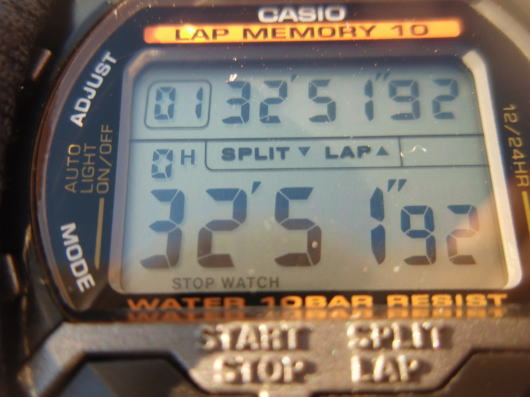 CASIO
LAP MEMORY 10
ADJUST
12/24HR
01 32'51"92
AUTO
LIGHT
ON/OFF
0H SPLIT▼ LAP▲
32'51"92
MODE
STOP WATCH
WATER 10BAR RESIST
START SPLIT
STOP LAP